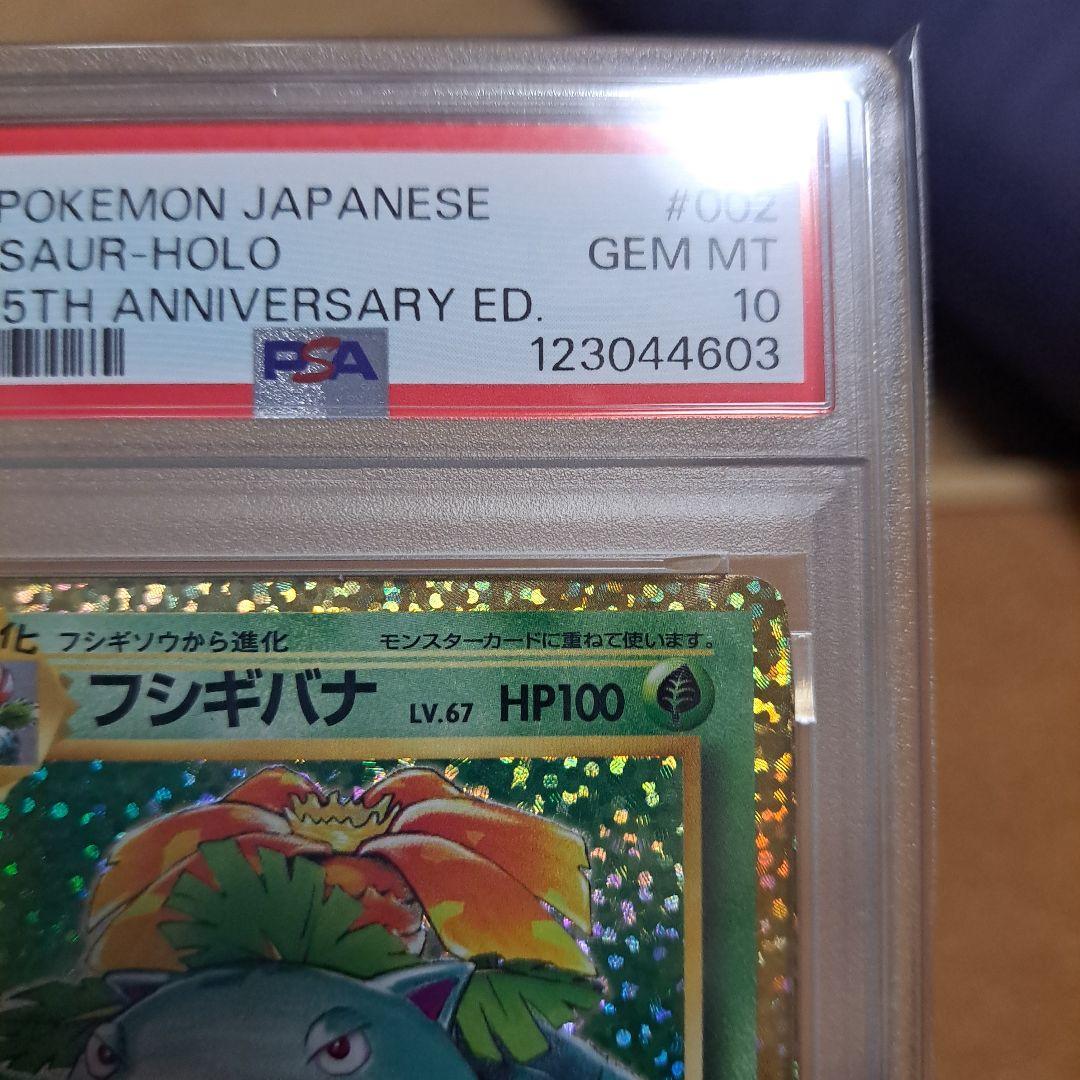 POKEMON JAPANESE #002
SAUR-HOLO GEM MT
5TH ANNIVERSARY ED. 10
PSA 123044603
化 フシギソウから進化 モンスターカードに重ねて使います。
フシギバナ LV.67 HP100